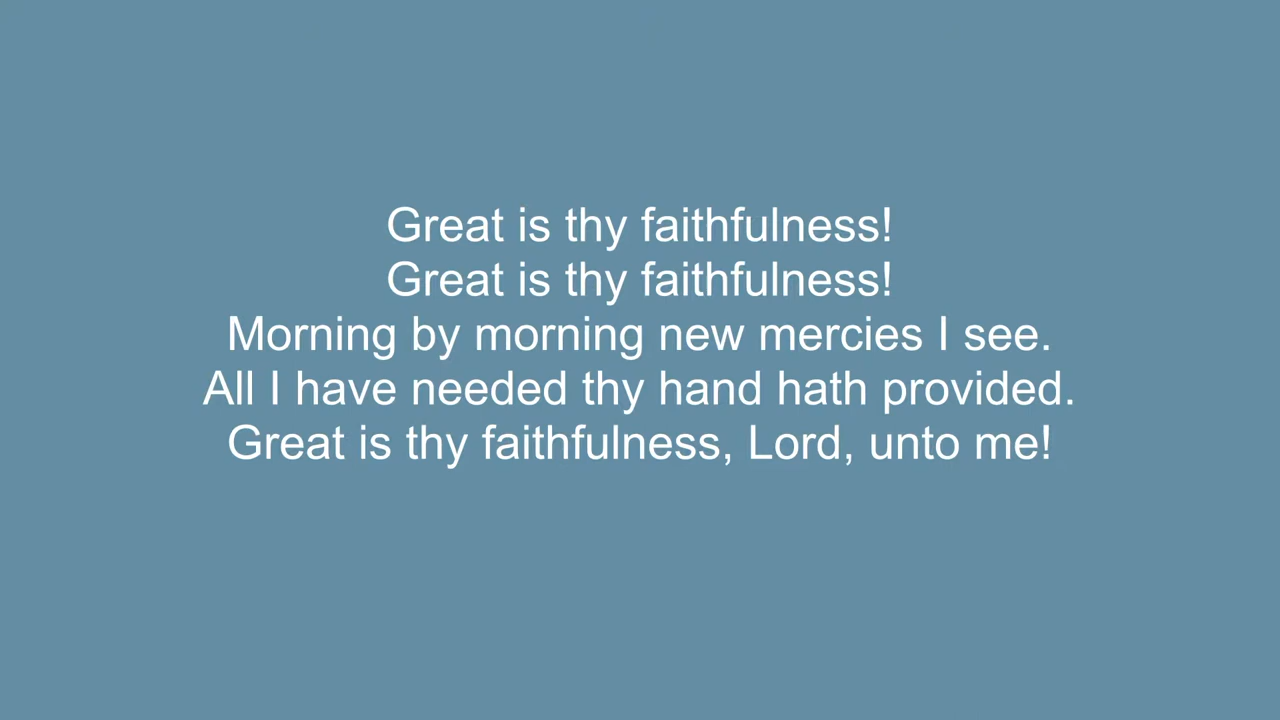 Great is thy faithfulness!
Great is thy faithfulness!
Morning by morning new mercies I see.
All I have needed thy hand hath provided.
Great is thy faithfulness, Lord, unto me!